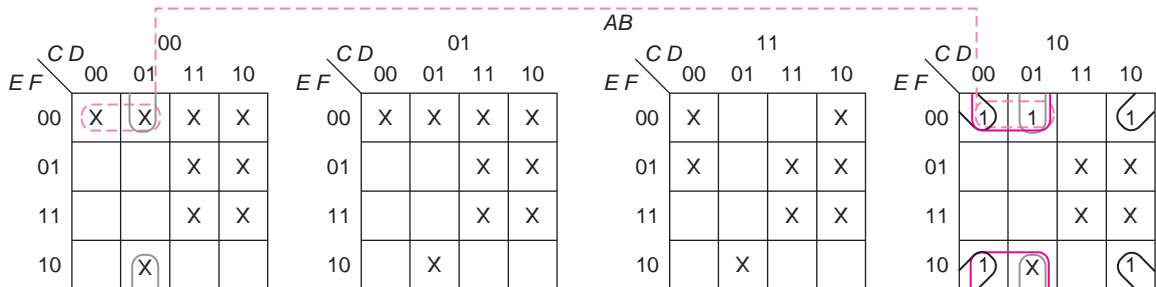 AB
CD 00 CD 01 CD 11 CD 10
EF 00 01 11 10 EF 00 01 11 10 EF 00 01 11 10 EF 00 01 11 10
00 X X X X 00 X X X X 00 X X 00 1 1 1
01 X X 01 X X 01 X X X 01 X X
11 X X 11 X X 11 X X 11 X X
10 X 10 X 10 X 10 1 X 1